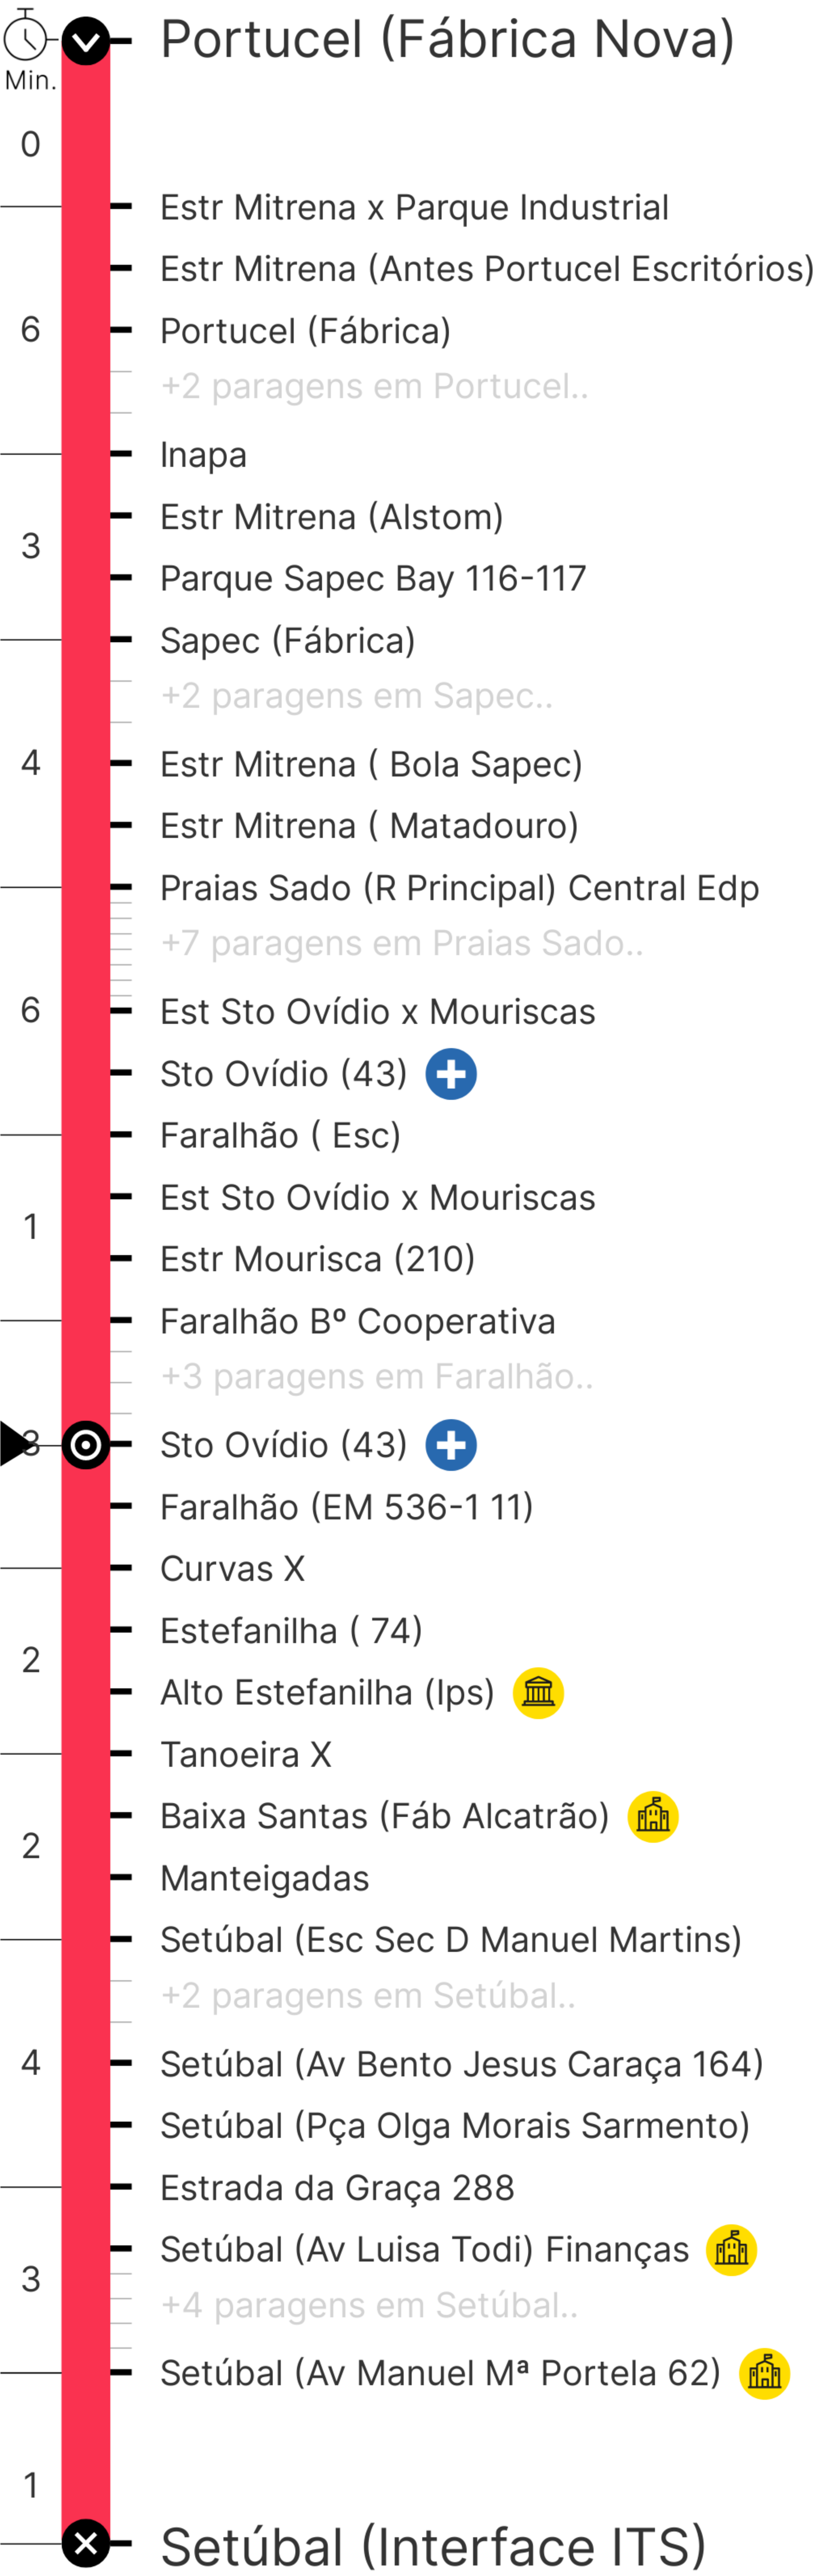 Portucel (Fábrica Nova)
Min.
0
Estr Mitrena x Parque Industrial
Estr Mitrena (Antes Portucel Escritórios)
6
Portucel (Fábrica)
+2 paragens em Portucel..
Inapa
Estr Mitrena (Alstom)
3
Parque Sapec Bay 116-117
Sapec (Fábrica)
+2 paragens em Sapec..
4
Estr Mitrena ( Bola Sapec)
Estr Mitrena ( Matadouro)
Praias Sado (R Principal) Central Edp
+7 paragens em Praias Sado..
6
Est Sto Ovídio x Mouriscas
Sto Ovídio (43)
Faralhão ( Esc)
Est Sto Ovídio x Mouriscas
1
Estr Mourisca (210)
Faralhão Bº Cooperativa
+3 paragens em Faralhão..
3
Sto Ovídio (43)
Faralhão (EM 536-1 11)
Curvas X
Estefanilha ( 74)
2
Alto Estefanilha (Ips)
Tanoeira X
Baixa Santas (Fáb Alcatrão)
2
Manteigadas
Setúbal (Esc Sec D Manuel Martins)
+2 paragens em Setúbal..
4
Setúbal (Av Bento Jesus Caraça 164)
Setúbal (Pça Olga Morais Sarmento)
Estrada da Graça 288
Setúbal (Av Luisa Todi) Finanças
3
+4 paragens em Setúbal..
Setúbal (Av Manuel Mª Portela 62)
1
Setúbal (Interface ITS)